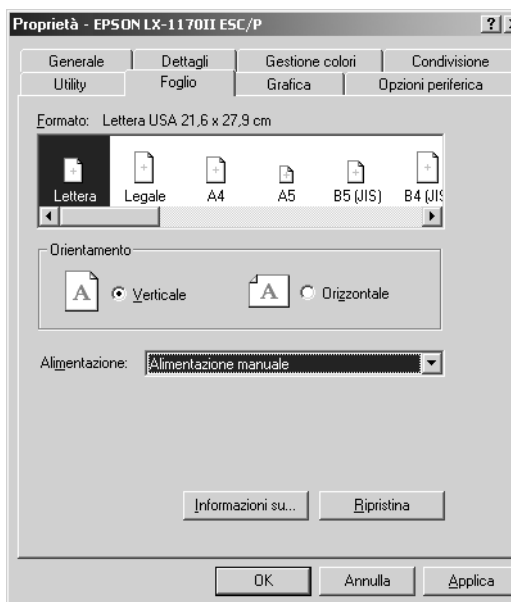 Proprietà - EPSON LX-1170II ESC/P
Generale Dettagli Gestione colori Condivisione
Utility Foglio Grafica Opzioni periferica
Formato: Lettera USA 21,6 x 27,9 cm
Lettera Legale A4 A5 B5 (JIS) B4 (JIS
Orientamento
A Verticale A Orizzontale
Alimentazione: Alimentazione manuale
Informazioni su... Ripristina
OK Annulla Applica